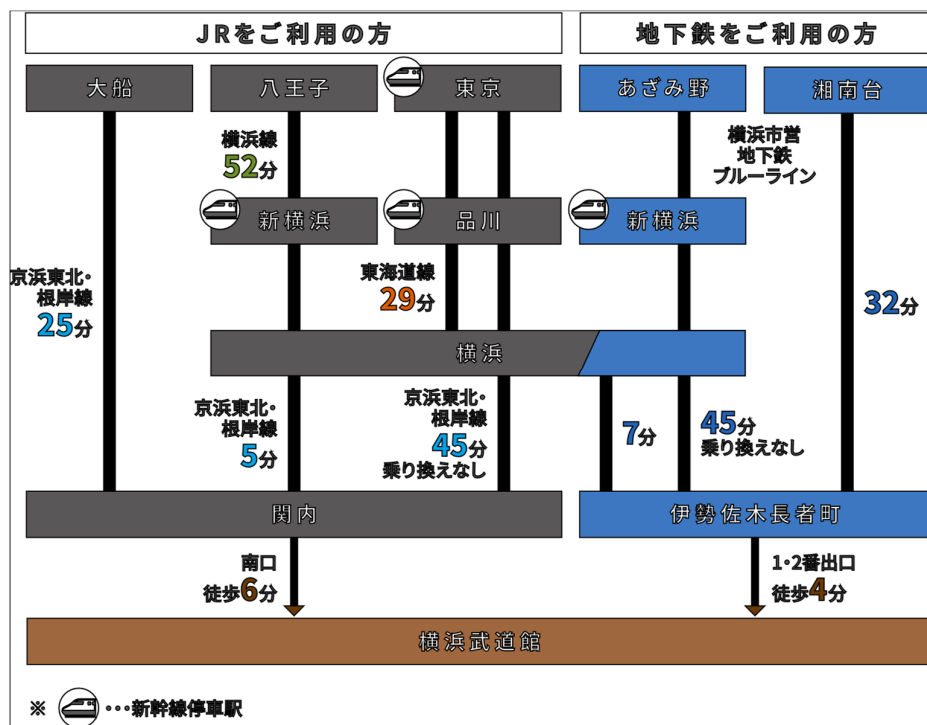 JRをご利用の方
地下鉄をご利用の方
大船
八王子
東京
あざみ野
湘南台
横浜線
52分
横浜市営
地下鉄
ブルーライン
新横浜
品川
新横浜
京浜東北・
根岸線
25分
東海道線
29分
32分
横浜
京浜東北・
根岸線
5分
京浜東北・
根岸線
45分
乗り換えなし
7分
45分
乗り換えなし
関内
伊勢佐木長者町
南口
徒歩6分
1・2番出口
徒歩4分
横浜武道館
※ ・・・新幹線停車駅